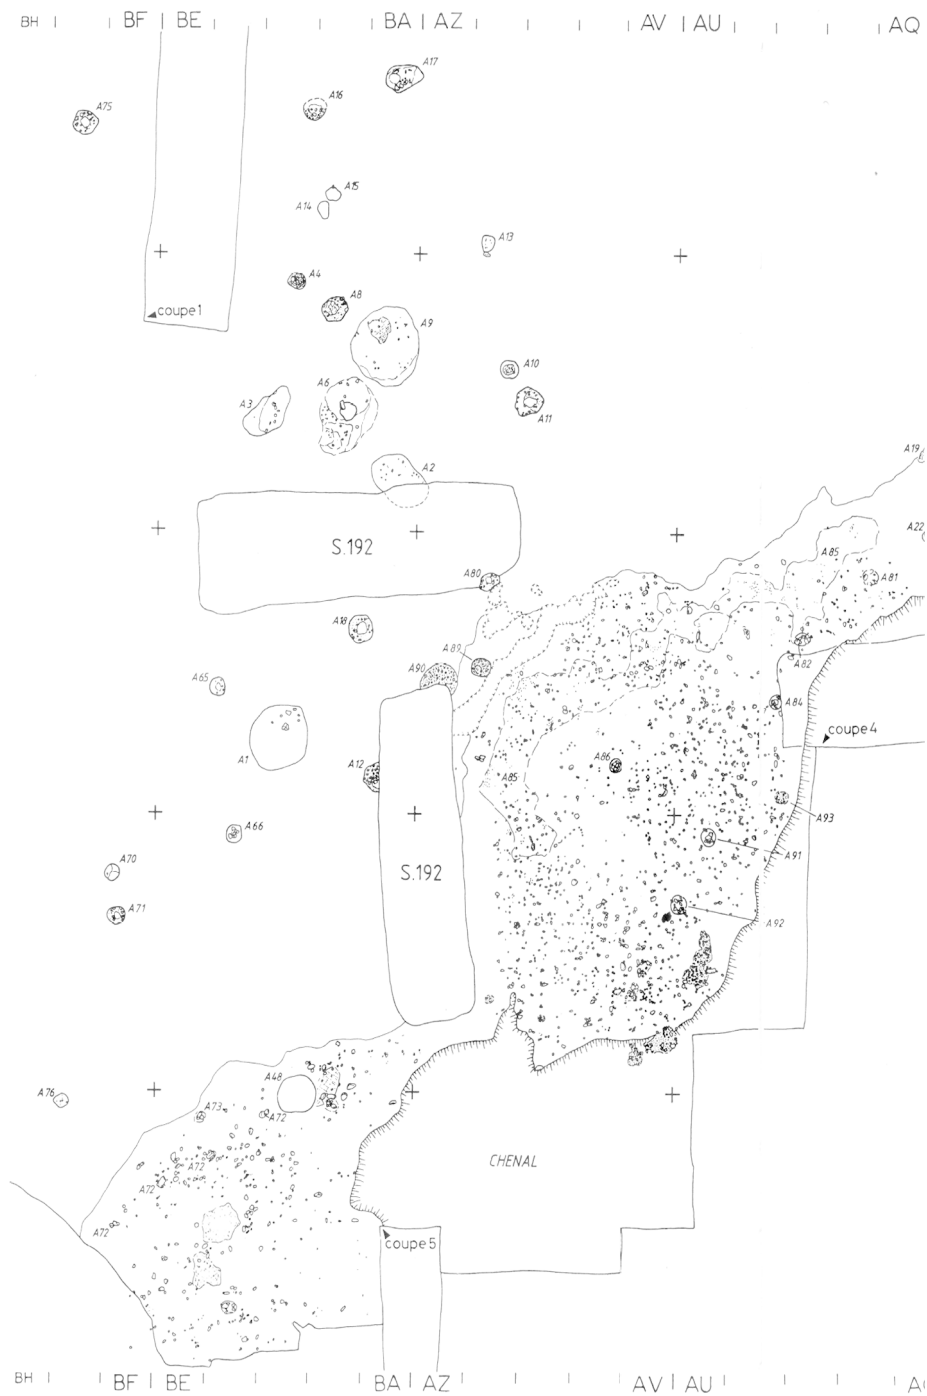 BH BF BE BA AZ AV AU AQ
A17
A16
A75
A15
A14
A13
A4
A8
coupe 1
A9
A10
A6
A3
A11
A19
A2
A22
S.192
A85
A80
A81
A18
A89
A82
A90
A65
A84
coupe 4
A1
A12
A86
A85
A93
A66
A91
A70
S.192
A71
A92
A48
A76
A73
A72
CHENAL
A72
A72
A72
coupe 5
BH BF BE BA AZ AV AU